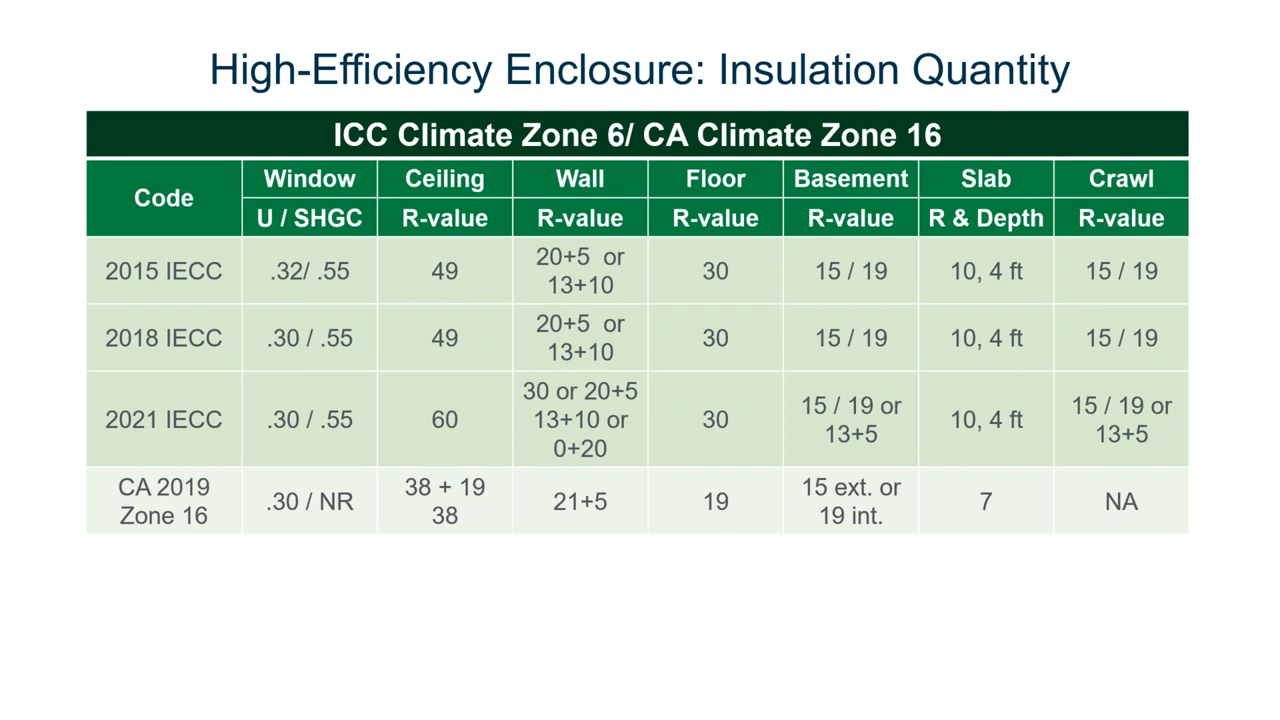 High-Efficiency Enclosure: Insulation Quantity
ICC Climate Zone 6/ CA Climate Zone 16
Code Window Ceiling Wall Floor Basement Slab Crawl
U / SHGC R-value R-value R-value R-value R & Depth R-value
2015 IECC .32/ .55 49 20+5 or 13+10 30 15 / 19 10, 4 ft 15 / 19
2018 IECC .30 / .55 49 20+5 or 13+10 30 15 / 19 10, 4 ft 15 / 19
2021 IECC .30 / .55 60 30 or 20+5 13+10 or 0+20 30 15 / 19 or 13+5 10, 4 ft 15 / 19 or 13+5
CA 2019 Zone 16 .30 / NR 38 + 19 38 21+5 19 15 ext. or 19 int. 7 NA